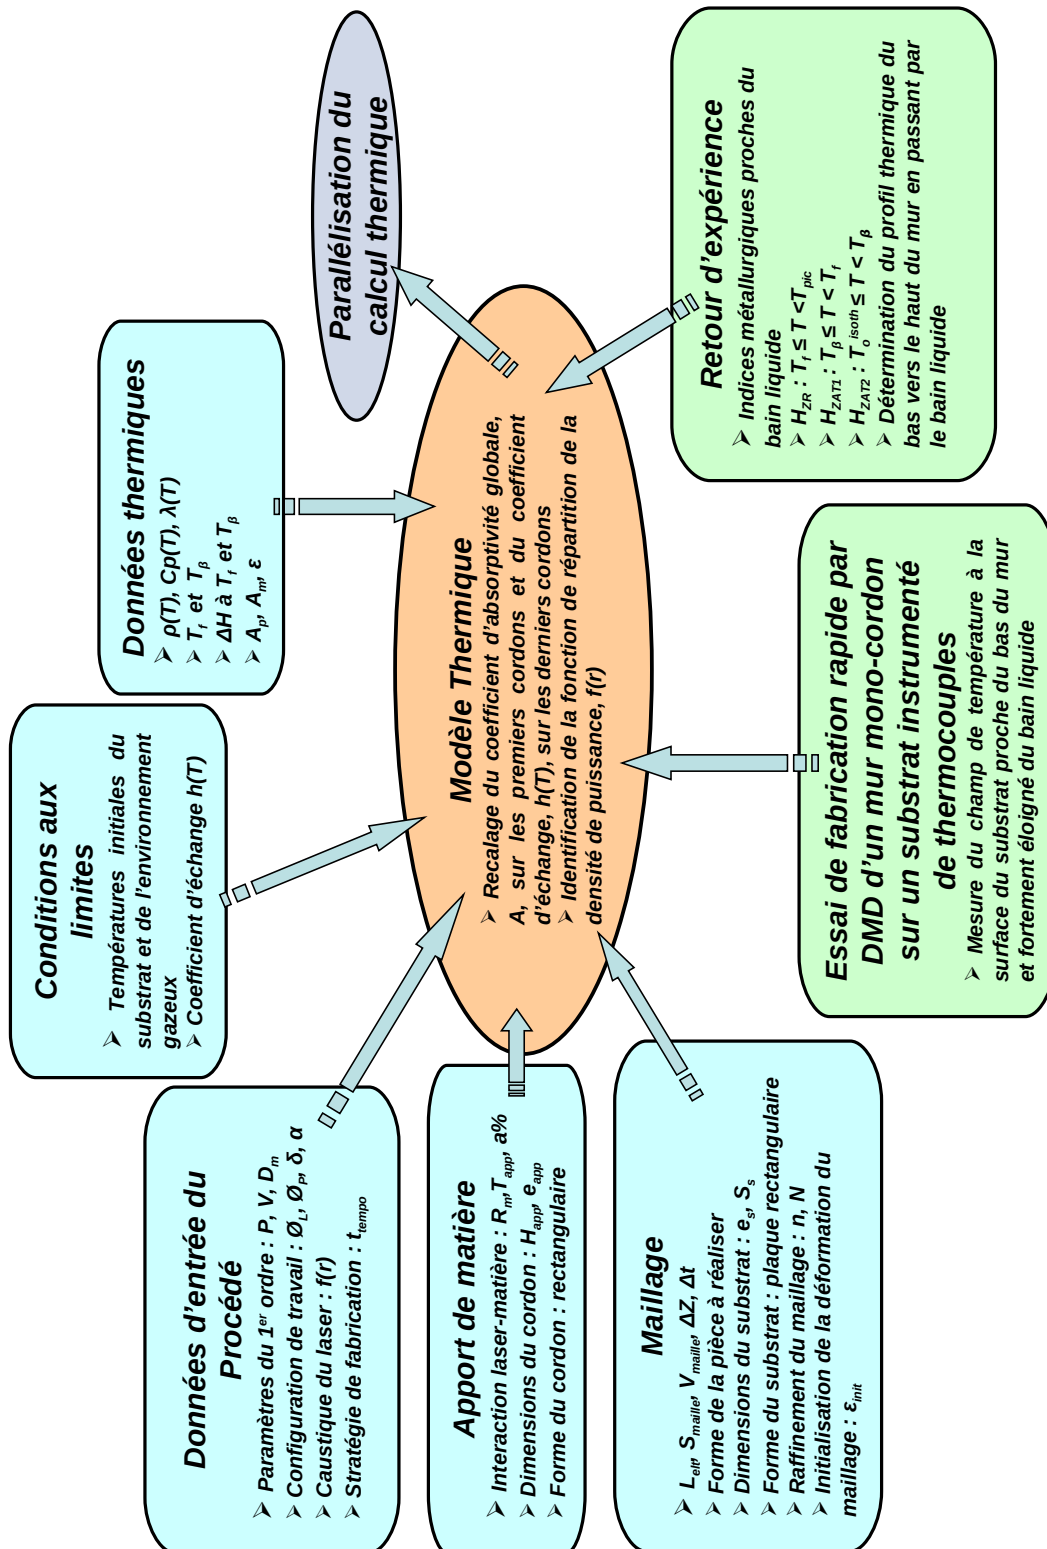 Données d'entrée du
Procédé
➢ Paramètres du 1er ordre : P, V, Dm
➢ Configuration de travail : ØL, ØP, δ, α
➢ Caustique du laser : f(r)
➢ Stratégie de fabrication : ttempo
Conditions aux
limites
➢ Températures initiales du
substrat et de l'environnement
gazeux
➢ Coefficient d'échange h(T)
Données thermiques
➢ ρ(T), Cp(T), λ(T)
➢ Tf et Tβ
➢ ΔH à Tf et Tβ
➢ Ap, Am, ε
Parallélisation du
calcul thermique
Apport de matière
➢ Interaction laser-matière : Rm,Tapp, a%
➢ Dimensions du cordon : Happ, eapp
➢ Forme du cordon : rectangulaire
Modèle Thermique
➢ Recalage du coefficient d'absorptivité globale,
A, sur les premiers cordons et du coefficient
d'échange, h(T), sur les derniers cordons
➢ Identification de la fonction de répartition de la
densité de puissance, f(r)
Maillage
➢ Lelt, Smaille, Vmaille, ΔZ, Δt
➢ Forme de la pièce à réaliser
➢ Dimensions du substrat : es, Ss
➢ Forme du substrat : plaque rectangulaire
➢ Raffinement du maillage : n, N
➢ Initialisation de la déformation du
maillage : εinit
Essai de fabrication rapide par
DMD d'un mur mono-cordon
sur un substrat instrumenté
de thermocouples
➢ Mesure du champ de température à la
surface du substrat proche du bas du mur
et fortement éloigné du bain liquide
Retour d'expérience
➢ Indices métallurgiques proches du
bain liquide
➢ HZR : Tf ≤ T <Tpic
➢ HZAT1 : Tβ ≤ T < Tf
➢ HZAT2 : To isoth ≤ T < Tβ
➢ Détermination du profil thermique du
bas vers le haut du mur en passant par
le bain liquide